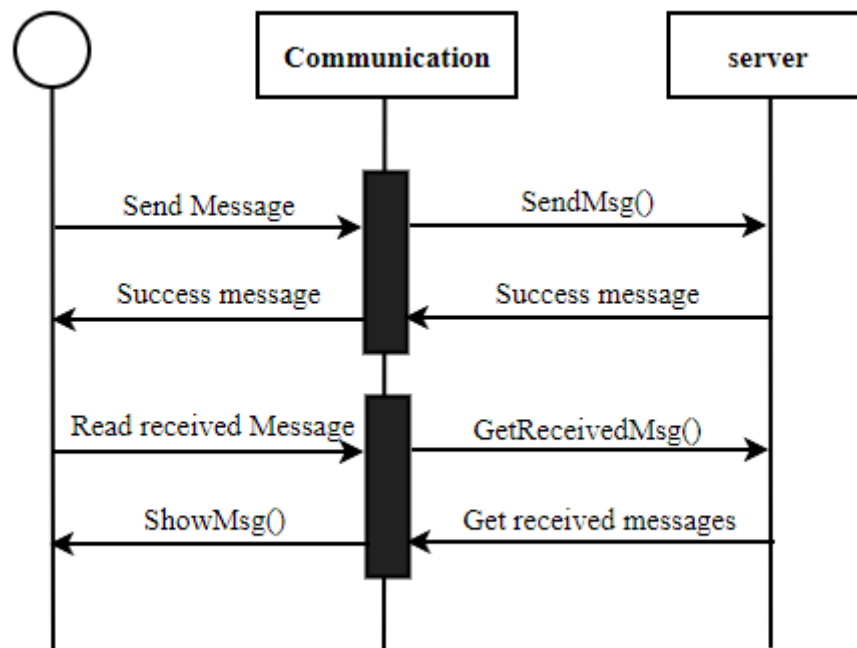 Communication
server
Send Message
SendMsg()
Success message
Success message
Read received Message
GetReceivedMsg()
ShowMsg()
Get received messages